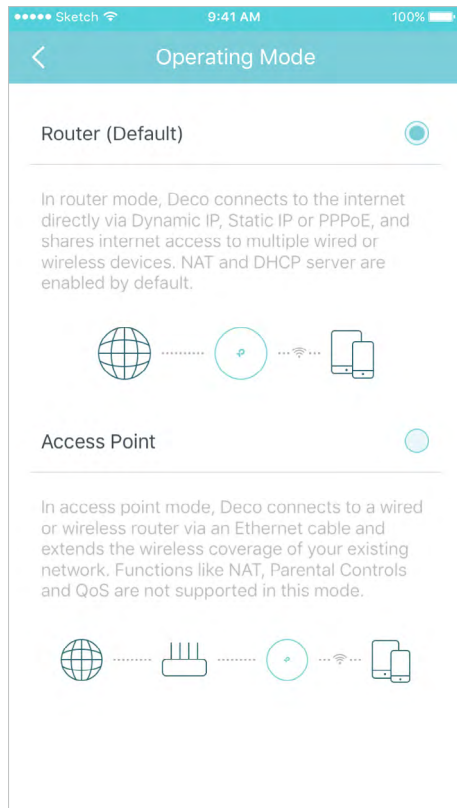 Sketch 9:41 AM 100%
Operating Mode
Router (Default)
In router mode, Deco connects to the internet
directly via Dynamic IP, Static IP or PPPoE, and
shares internet access to multiple wired or
wireless devices. NAT and DHCP server are
enabled by default.
Access Point
In access point mode, Deco connects to a wired
or wireless router via an Ethernet cable and
extends the wireless coverage of your existing
network. Functions like NAT, Parental Controls
and QoS are not supported in this mode.